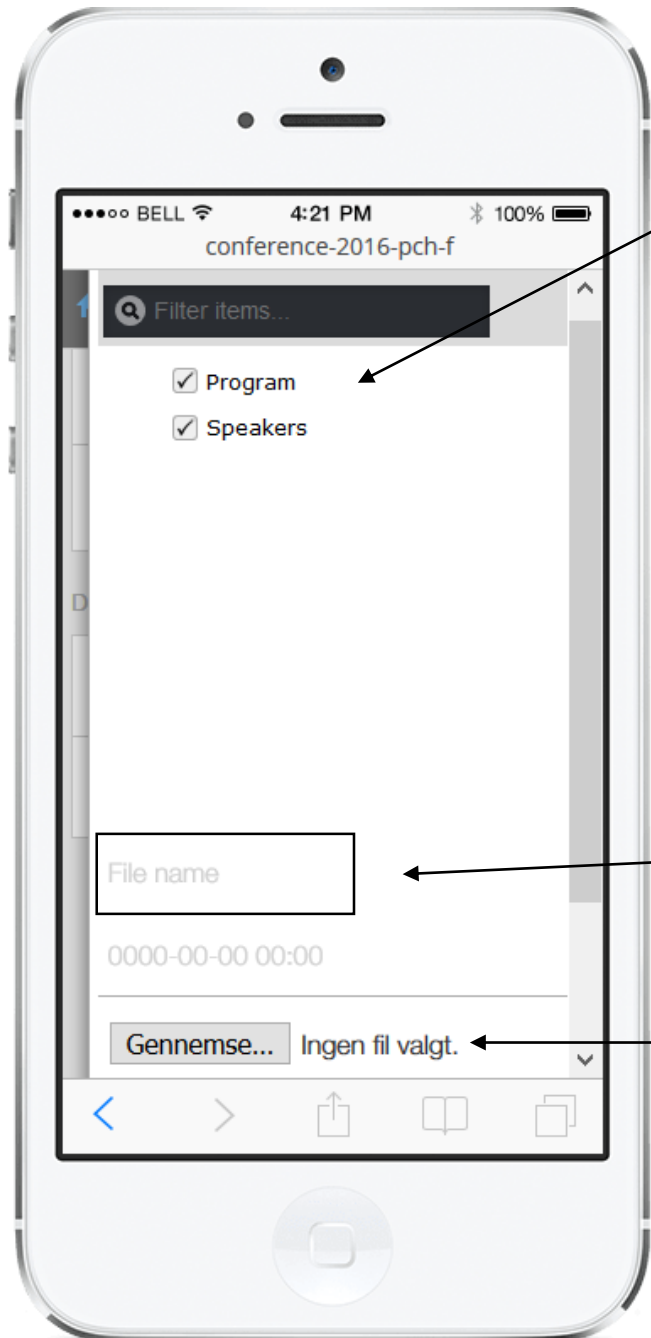 BELL 4:21 PM 100%
conference-2016-pch-f
Filter items...
Program
Speakers
D
File name
0000-00-00 00:00
Gennemse... Ingen fil valgt.